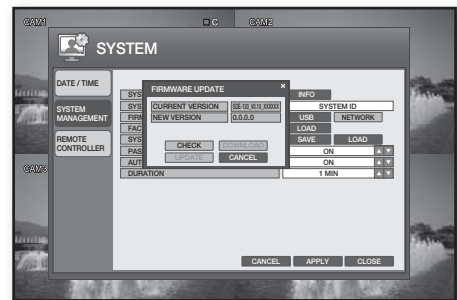 CAM1
C
CAM2
SYSTEM
DATE / TIME
SYSTEM
MANAGEMENT
REMOTE
CONTROLLER
CAM3
FIRMWARE UPDATE ×
CURRENT VERSION
NEW VERSION 0.0.0.0
CHECK DOWNLOAD
UPDATE CANCEL
SYS INFO
SYS SYSTEM ID
FIRM USB NETWORK
FAC LOAD
SYS SAVE LOAD
PAS ON
AUT ON
DURATION 1 MIN
CANCEL APPLY CLOSE